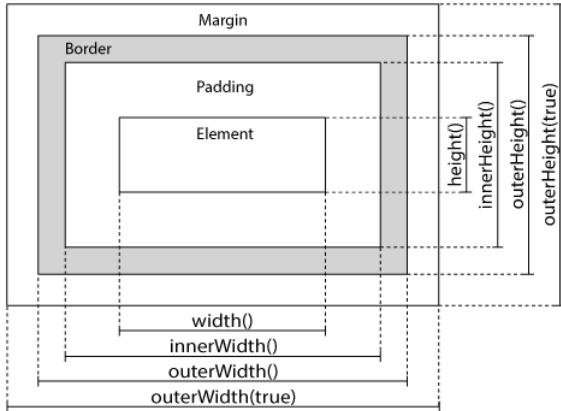 Margin
Border
Padding
Element
height()
innerHeight()
outerHeight()
outerHeight(true)
width()
innerWidth()
outerWidth()
outerWidth(true)